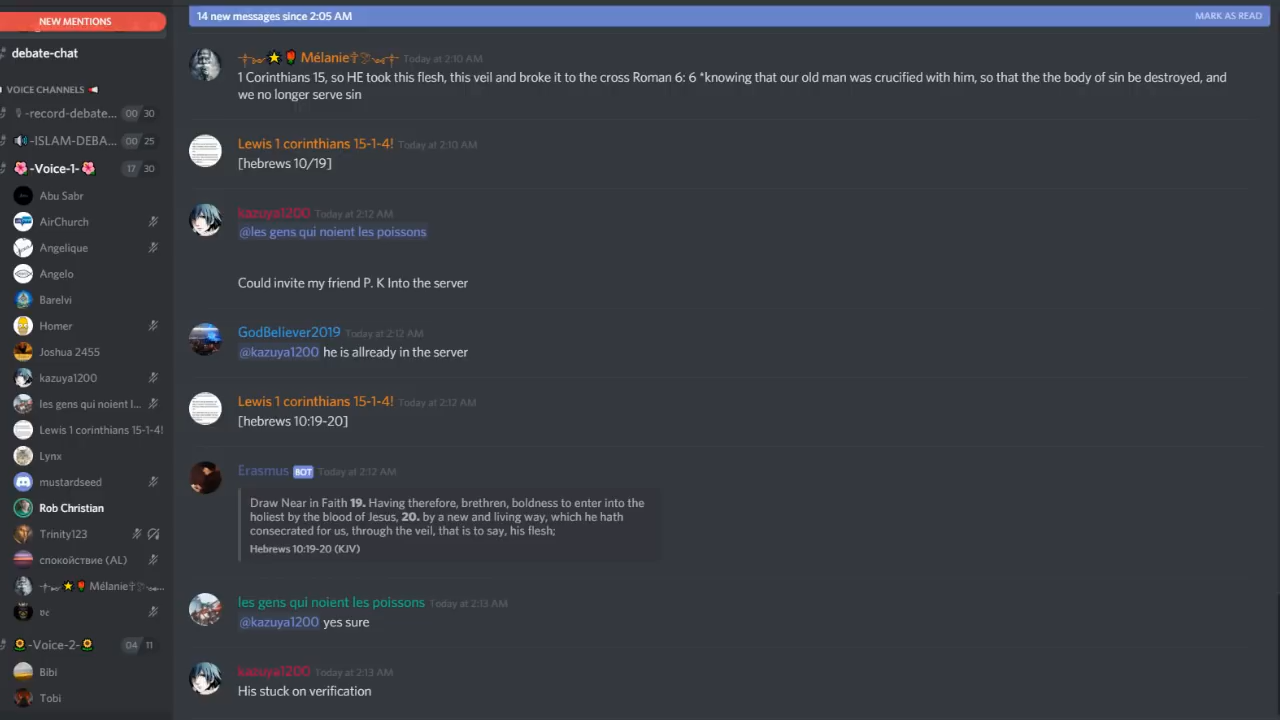 NEW MENTIONS
debate-chat
VOICE CHANNELS
-record-debate... 00 30
-ISLAM-DEBA... 00 25
-Voice-1- 17 30
Abu Sabr
AirChurch
Angelique
Angelo
Barelvi
Homer
Joshua 2455
kazuya1200
les gens qui noient l...
Lewis 1 corinthians 15-1-4!
Lynx
mustardseed
Rob Christian
Trinity123
спокойствие (AL)
Mélanie
-Voice-2- 04 11
Bibi
Tobi
14 new messages since 2:05 AM MARK AS READ
Mélanie Today at 2:10 AM
1 Corinthians 15, so HE took this flesh, this veil and broke it to the cross Roman 6: 6 *knowing that our old man was crucified with him, so that the the body of sin be destroyed, and
we no longer serve sin
Lewis 1 corinthians 15-1-4! Today at 2:10 AM
[hebrews 10/19]
kazuya1200 Today at 2:12 AM
@les gens qui noient les poissons
Could invite my friend P. K Into the server
GodBeliever2019 Today at 2:12 AM
@kazuya1200 he is allready in the server
Lewis 1 corinthians 15-1-4! Today at 2:12 AM
[hebrews 10:19-20]
Erasmus BOT Today at 2:12 AM
Draw Near in Faith 19. Having therefore, brethren, boldness to enter into the
holiest by the blood of Jesus, 20. by a new and living way, which he hath
consecrated for us, through the veil, that is to say, his flesh;
Hebrews 10:19-20 (KJV)
les gens qui noient les poissons Today at 2:13 AM
@kazuya1200 yes sure
kazuya1200 Today at 2:13 AM
His stuck on verification